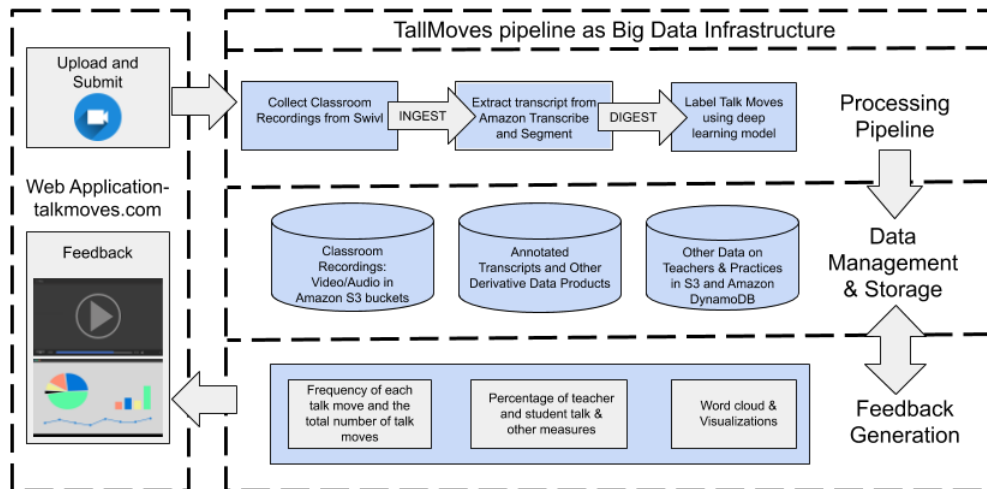 TallMoves pipeline as Big Data Infrastructure
Upload and
Submit
Web Application-
talkmoves.com
Feedback
Collect Classroom
Recordings from Swivl
INGEST
Extract transcript from
Amazon Transcribe
and Segment
DIGEST
Label Talk Moves
using deep
learning model
Processing
Pipeline
Classroom
Recordings:
Video/Audio in
Amazon S3 buckets
Annotated
Transcripts and Other
Derivative Data Products
Other Data on
Teachers & Practices
in S3 and Amazon
DynamoDB
Data
Management
& Storage
Frequency of each
talk move and the
total number of talk
moves
Percentage of teacher
and student talk &
other measures
Word cloud &
Visualizations
Feedback
Generation